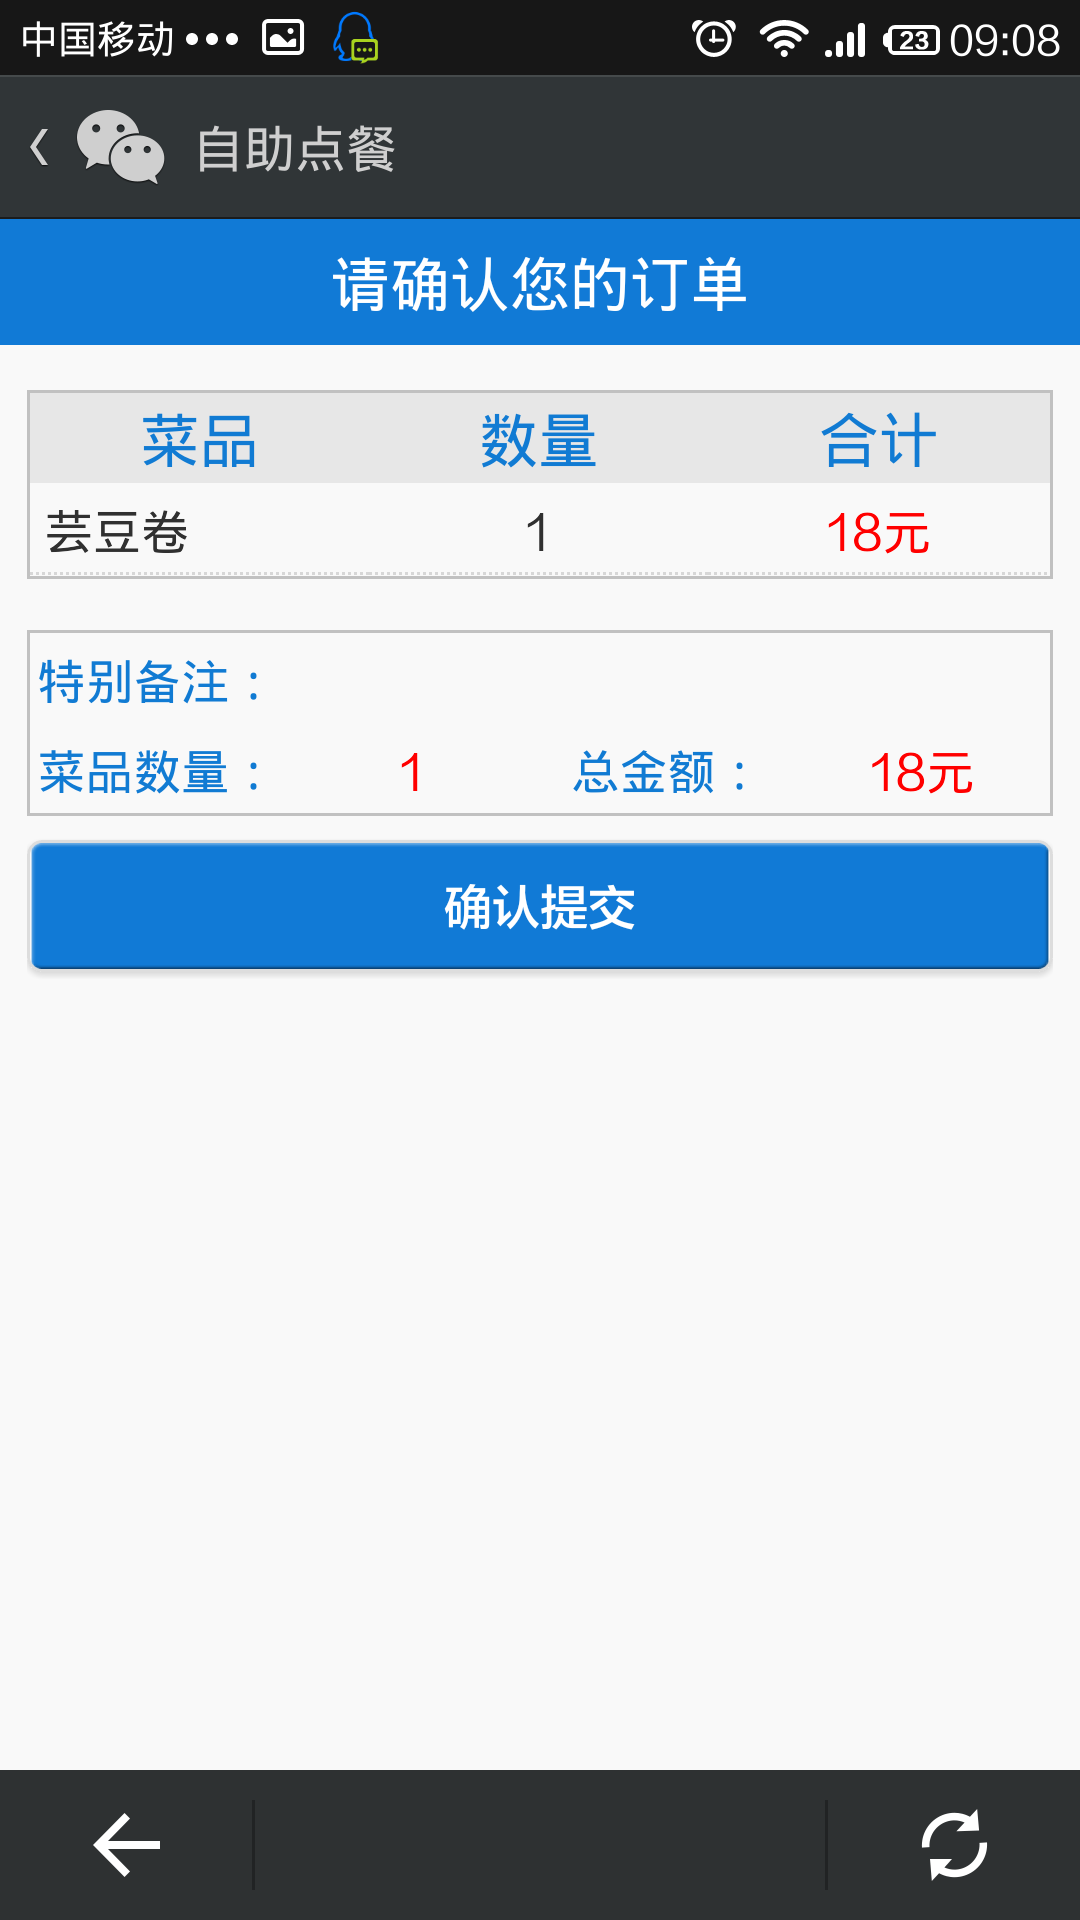 中国移动 23 09:08
自助点餐
请确认您的订单
菜品 数量 合计
芸豆卷 1 18元
特别备注：
菜品数量： 1 总金额： 18元
确认提交